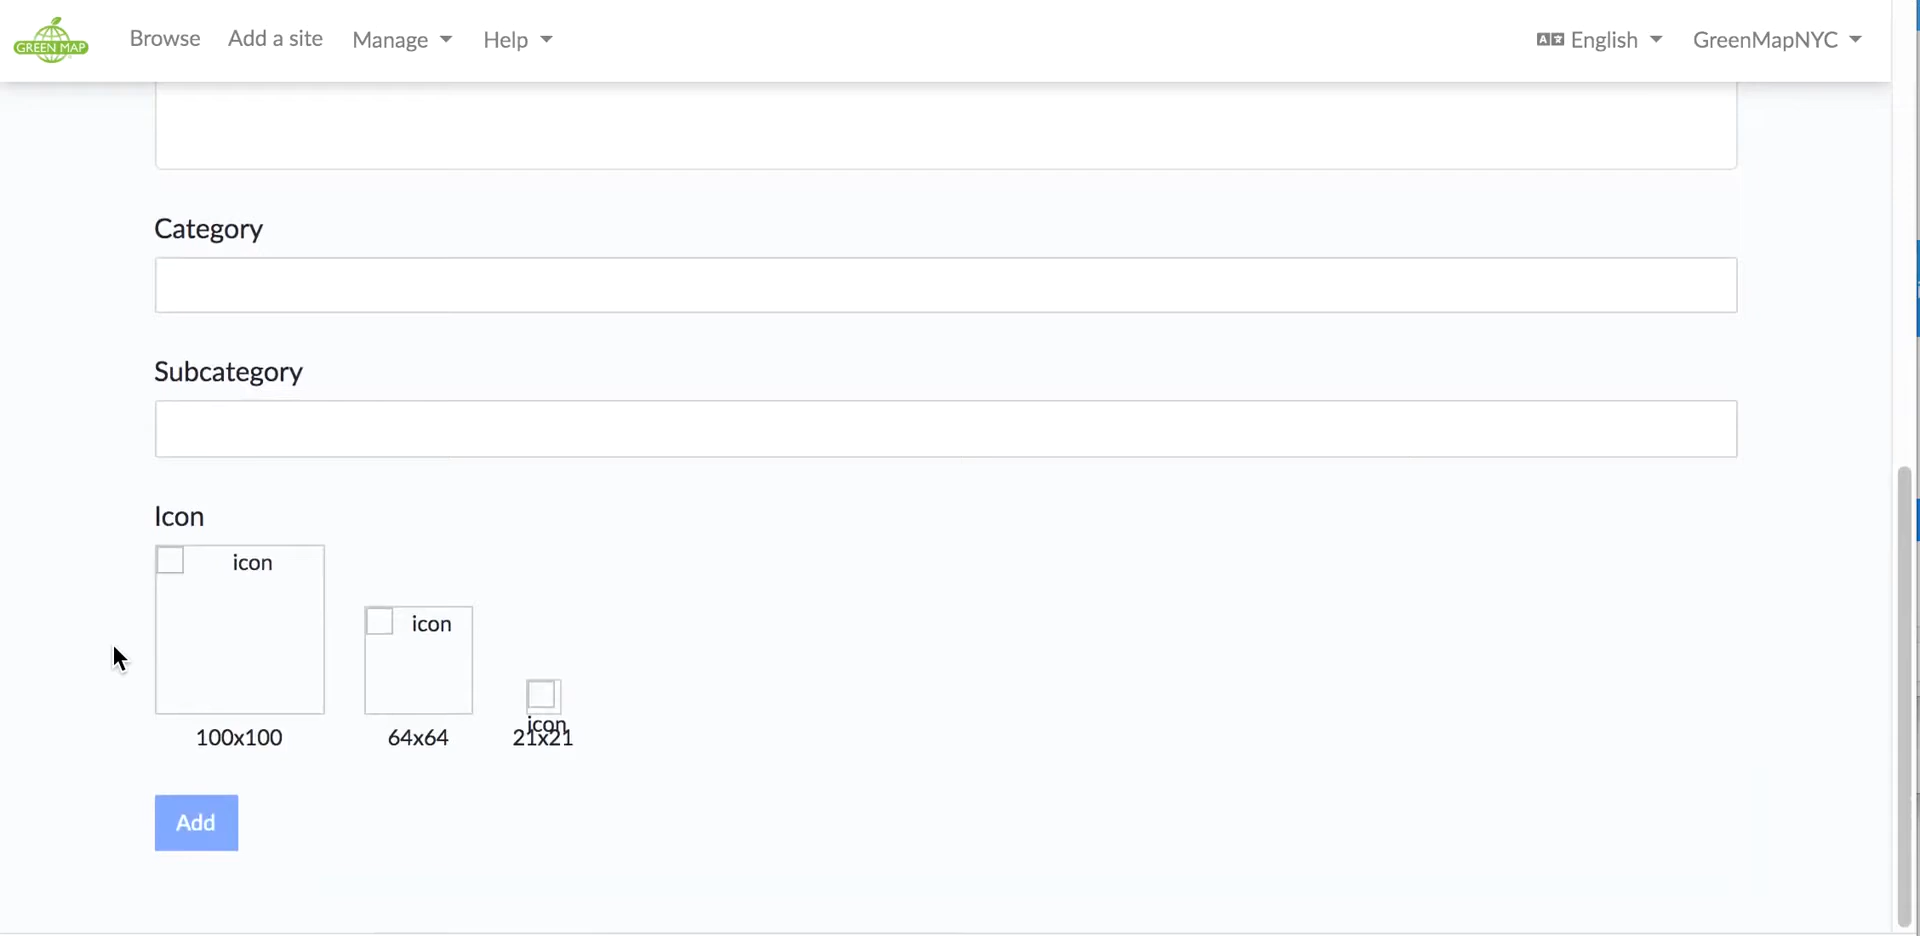 GREEN MAP
Browse
Add a site
Manage
Help
English
GreenMapNYC
Category
Subcategory
Icon
icon
icon
icon
100x100
64x64
21x21
Add